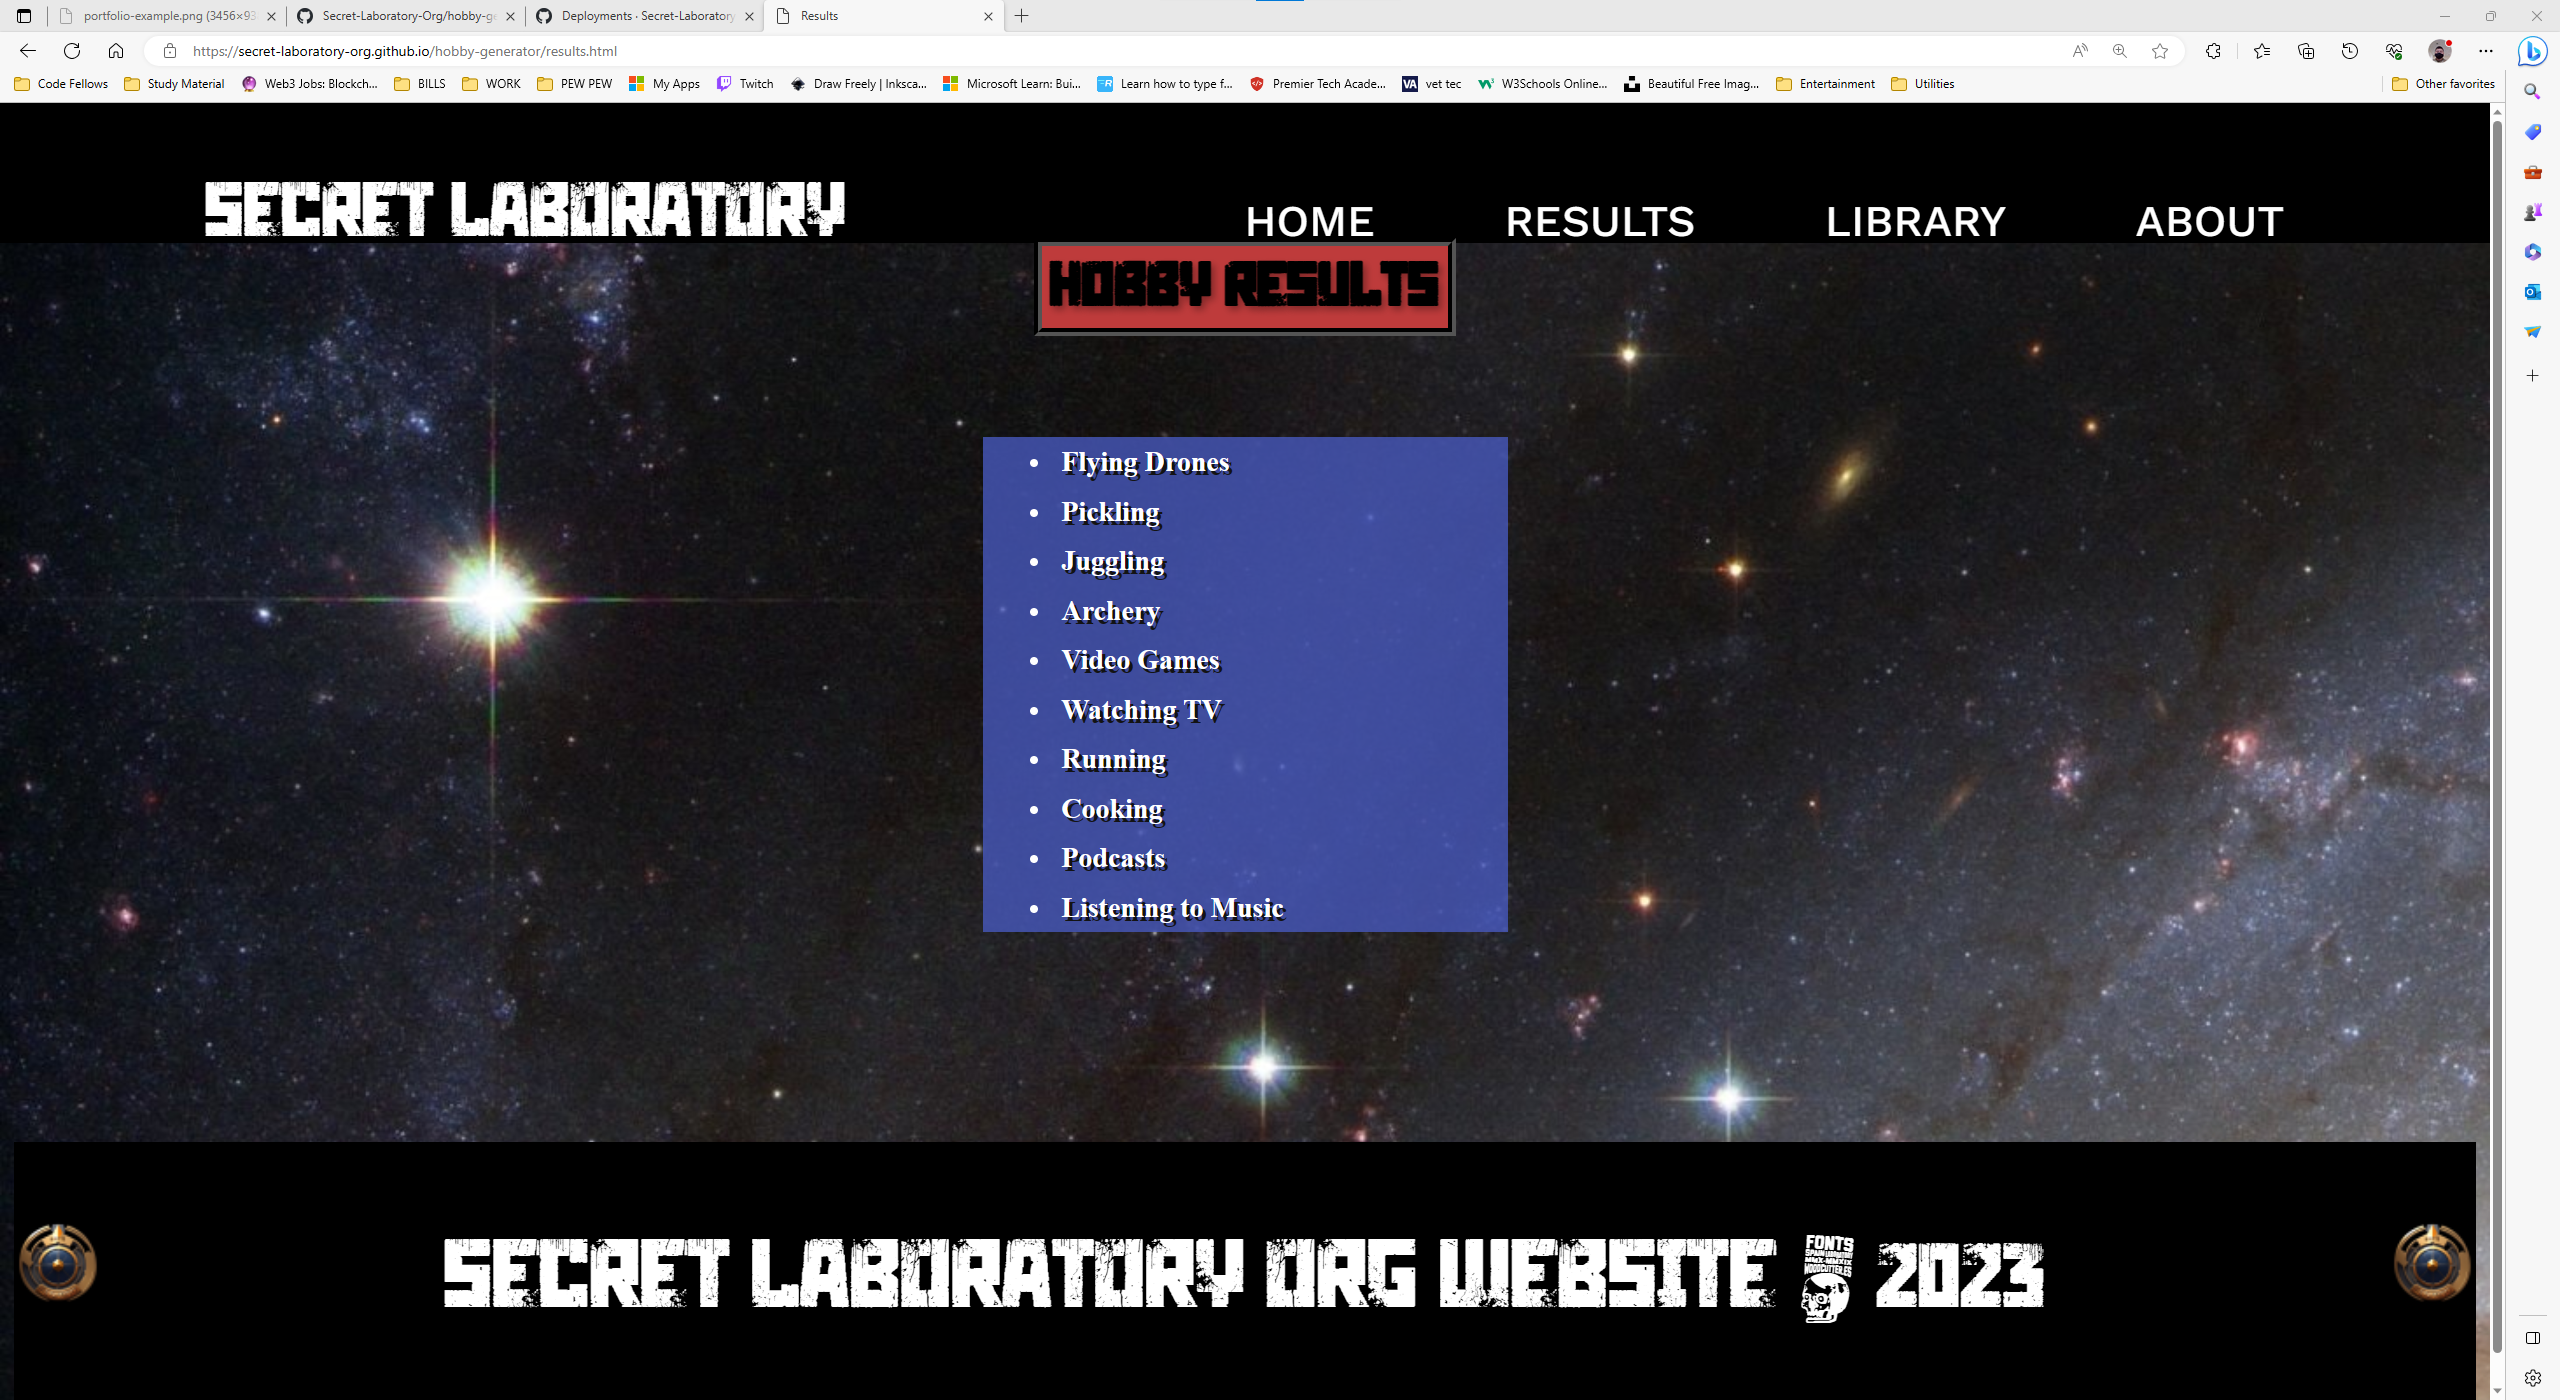 portfolio-example.png (3456×93
Secret-Laboratory-Org/hobby-ge
Deployments · Secret-Laboratory
Results
https://secret-laboratory-org.github.io/hobby-generator/results.html
Code Fellows
Study Material
Web3 Jobs: Blockch...
BILLS
WORK
PEW PEW
My Apps
Twitch
Draw Freely | Inksca...
Microsoft Learn: Bui...
Learn how to type f...
Premier Tech Acade...
VA
vet tec
W3Schools Online...
Beautiful Free Imag...
Entertainment
Utilities
Other favorites
SECRET LABORATORY
HOME
RESULTS
LIBRARY
ABOUT
HOBBY RESULTS
• Flying Drones
• Pickling
• Juggling
• Archery
• Video Games
• Watching TV
• Running
• Cooking
• Podcasts
• Listening to Music
SECRET LABORATORY ORG WEBSITE
FONTS
2023